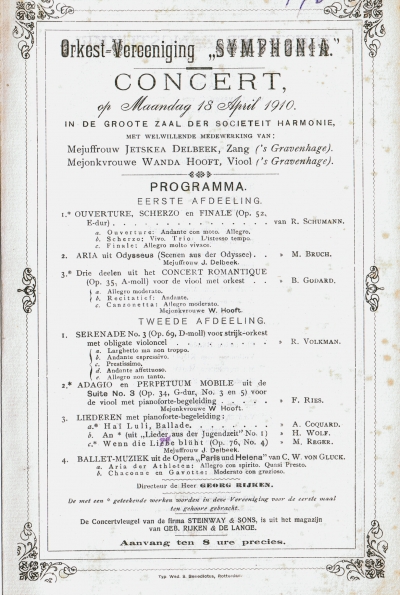 Orkest-Vereeniging „SYMPHONIA."
CONCERT,
op Maandag 18 April 1910.
IN DE GROOTE ZAAL DER SOCIETEIT HARMONIE,
MET WELWILLENDE MEDEWERKING VAN:
Mejuffrouw JETSKEA DELBEEK, Zang ('s Gravenhage).
Mejonkvrouwe WANDA HOOFT, Viool ('s Gravenhage).
PROGRAMMA.
EERSTE AFDEELING.
1.* OUVERTURE, SCHERZO en FINALE (Op. 52,
E-dur) . . . . . . . . . . . . . van R. SCHUMANN.
a. Ouverture: Andante con moto. Allegro.
b. Scherzo: Vivo. Trio L'istesso tempo.
c. Finale: Allegro molto vivace.
2. ARIA uit Odysseus (Scenen aus der Odyssee) . . » M. BRUCH.
Mejuffrouw J. Delbeek.
3.* Drie deelen uit het CONCERT ROMANTIQUE
(Op. 35, A-moll) voor de viool met orkest . . » B. GODARD.
a. Allegro moderato.
b. Recitatief: Andante.
c. Canzonetta: Allegro moderato.
Mejonkvrouwe W. Hooft.
TWEEDE AFDEELING.
1. SERENADE No. 3 (Op. 69, D-moll) voor strijk-orkest
met obligate violoncel . . . . . . . » R. VOLKMAN.
a. Larghetto ma non troppo.
b. Andante espressivo.
c. Prestissimo,
d. Andante affettuoso.
e. Allegro con tanto.
2.* ADAGIO en PERPETUUM MOBILE uit de
Suite No. 3 (Op. 34, G-dur, No. 3 en 5) voor
de viool met pianoforte-begeleiding . . . . . » F. RIES.
Mejonkvrouwe W Hooft.
3. LIEDEREN met pianoforte-begeleiding:
a.* Haï Luli, Ballade. . . . . . . . » A. COQUARD.
b. An * (uit „Lieder aus der Jugendzeit" No. 1) » H. WOLF.
c.* Wenn die blüht (Op. 76, No. 4) » M. REGER.
Mejuffrouw J. Delbeek.
4. BALLET-MUZIEK uit de Opera „Paris und Helena" van C. W. VON GLUCK.
a. Aria der Athleten: Allegro con spirito. Quasi Presto.
b. Chaconne en Gavotte: Moderato con grazioso.
Directeur de Heer GEORG RIJKEN.
De met een * geteekende werken worden in deze Vereeniging voor de eerste maal
ten gehoore gebracht.
De Concertvleugel van de firma STEINWAY & SONS, is uit het magazijn
van GEB. RIJKEN & DE LANGE.
Aanvang ten 8 ure precies.
Typ. Wed. S. Benedictus, Rotterdam.